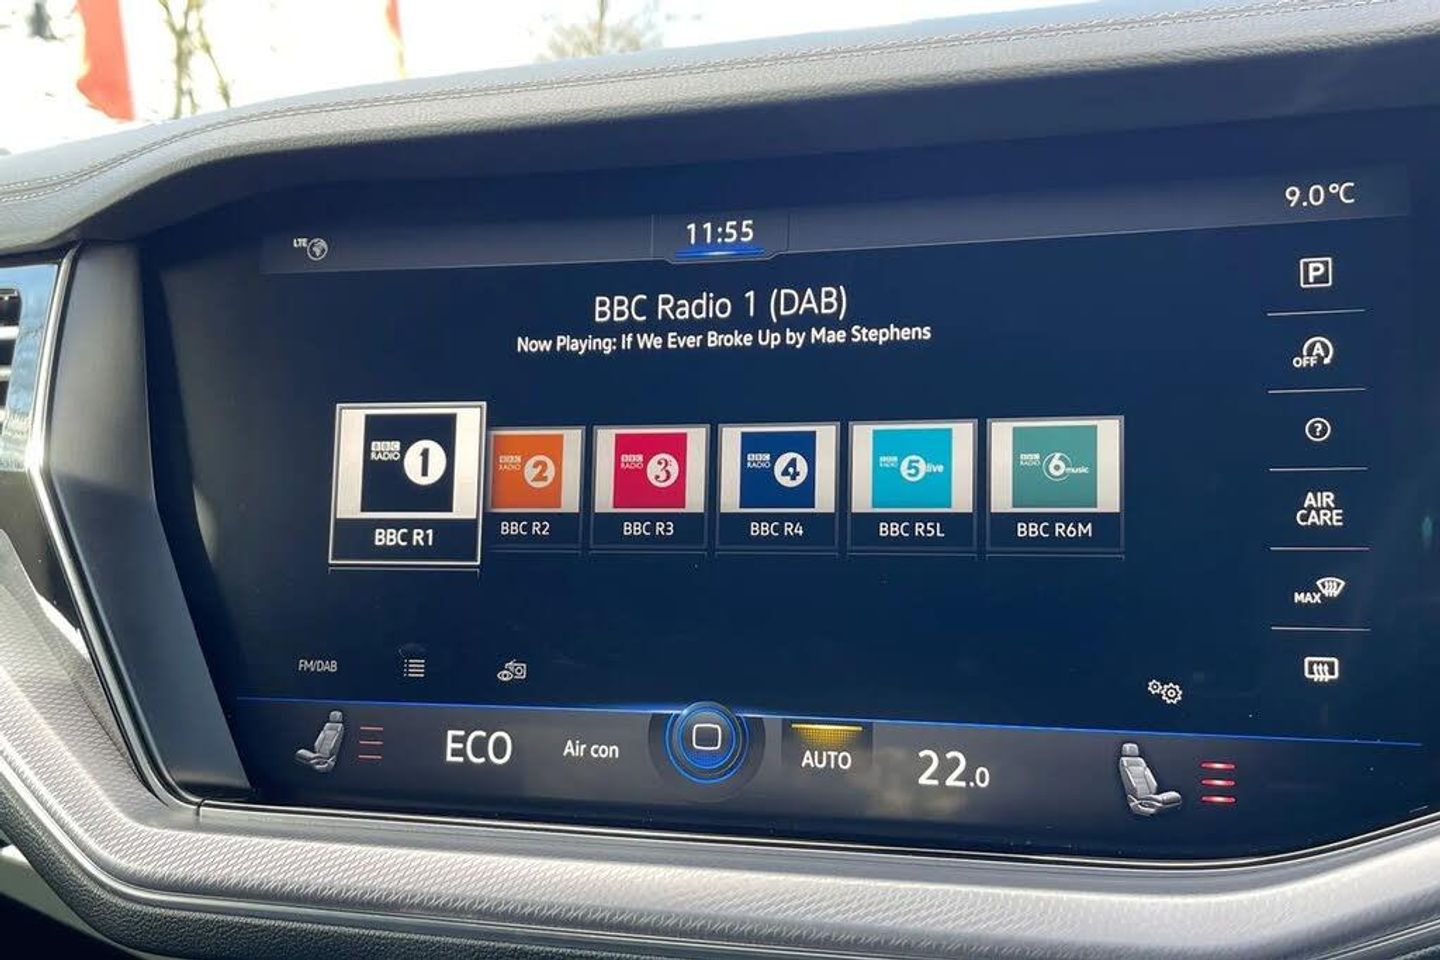 9.0°C
LTE
11:55
BBC Radio 1 (DAB)
Now Playing: If We Ever Broke Up by Mae Stephens
P
A
OFF
?
BBC
RADIO 1
BBC
RADIO 2
BBC
RADIO 3
BBC
RADIO 4
BBC
RADIO 5 live
BBC
RADIO 6 music
BBC R1
BBC R2
BBC R3
BBC R4
BBC R5L
BBC R6M
AIR
CARE
MAX
FM/DAB
ECO
Air con
AUTO
22.0